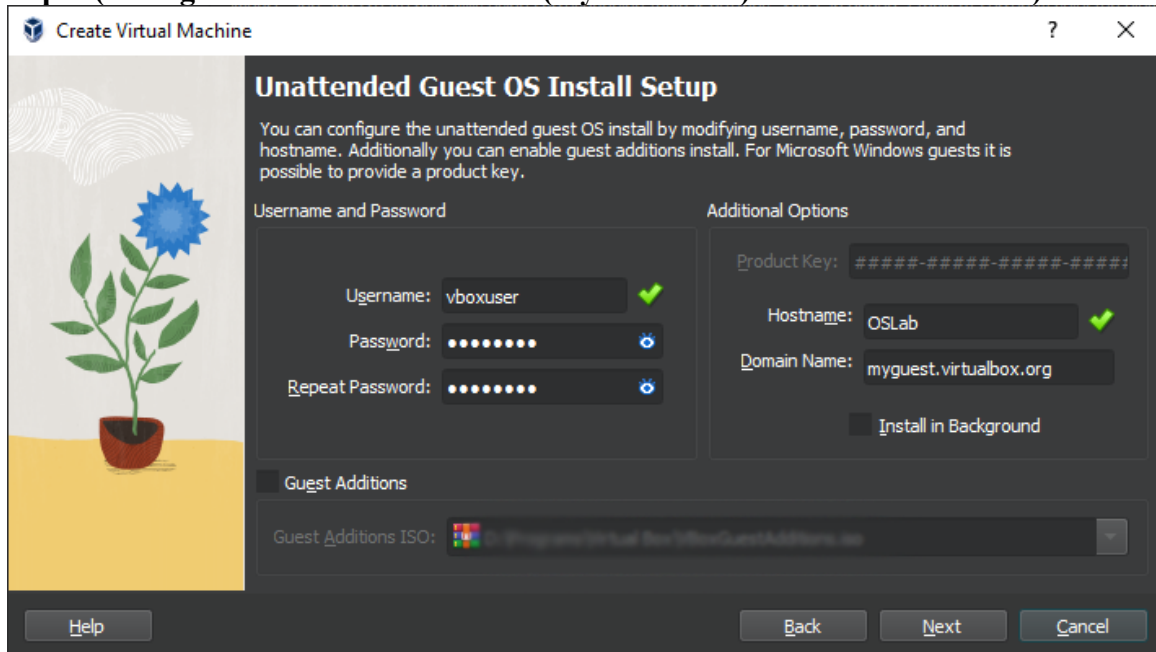 Create Virtual Machine
Unattended Guest OS Install Setup
You can configure the unattended guest OS install by modifying username, password, and
hostname. Additionally you can enable guest additions install. For Microsoft Windows guests it is
possible to provide a product key.
Username and Password
Additional Options
Username: vboxuser
Password: ●●●●●●●●
Repeat Password: ●●●●●●●●
Product Key: #####-#####-#####-#####
Hostname: OSLab
Domain Name: myguest.virtualbox.org
Install in Background
Guest Additions
Guest Additions ISO:
Help
Back
Next
Cancel